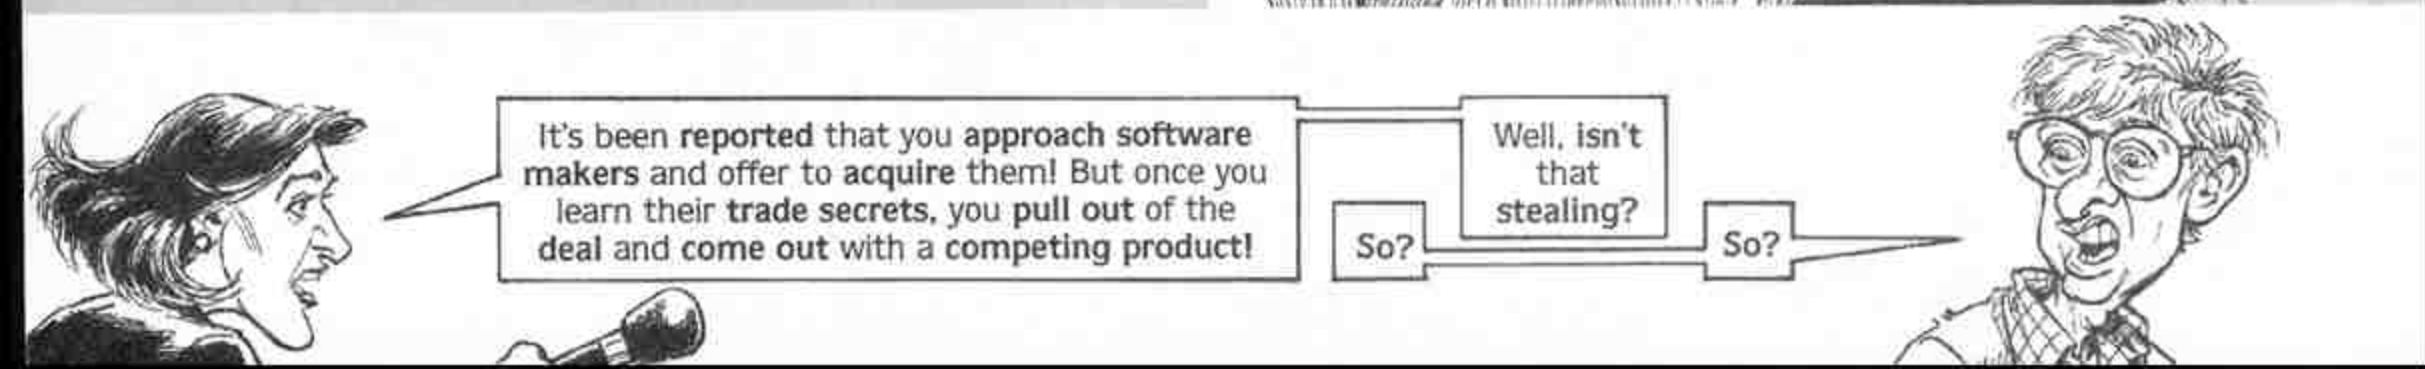 It's been reported that you approach software
makers and offer to acquire them! But once you
learn their trade secrets, you pull out of the
deal and come out with a competing product!
So?
Well, isn't
that
stealing?
So?